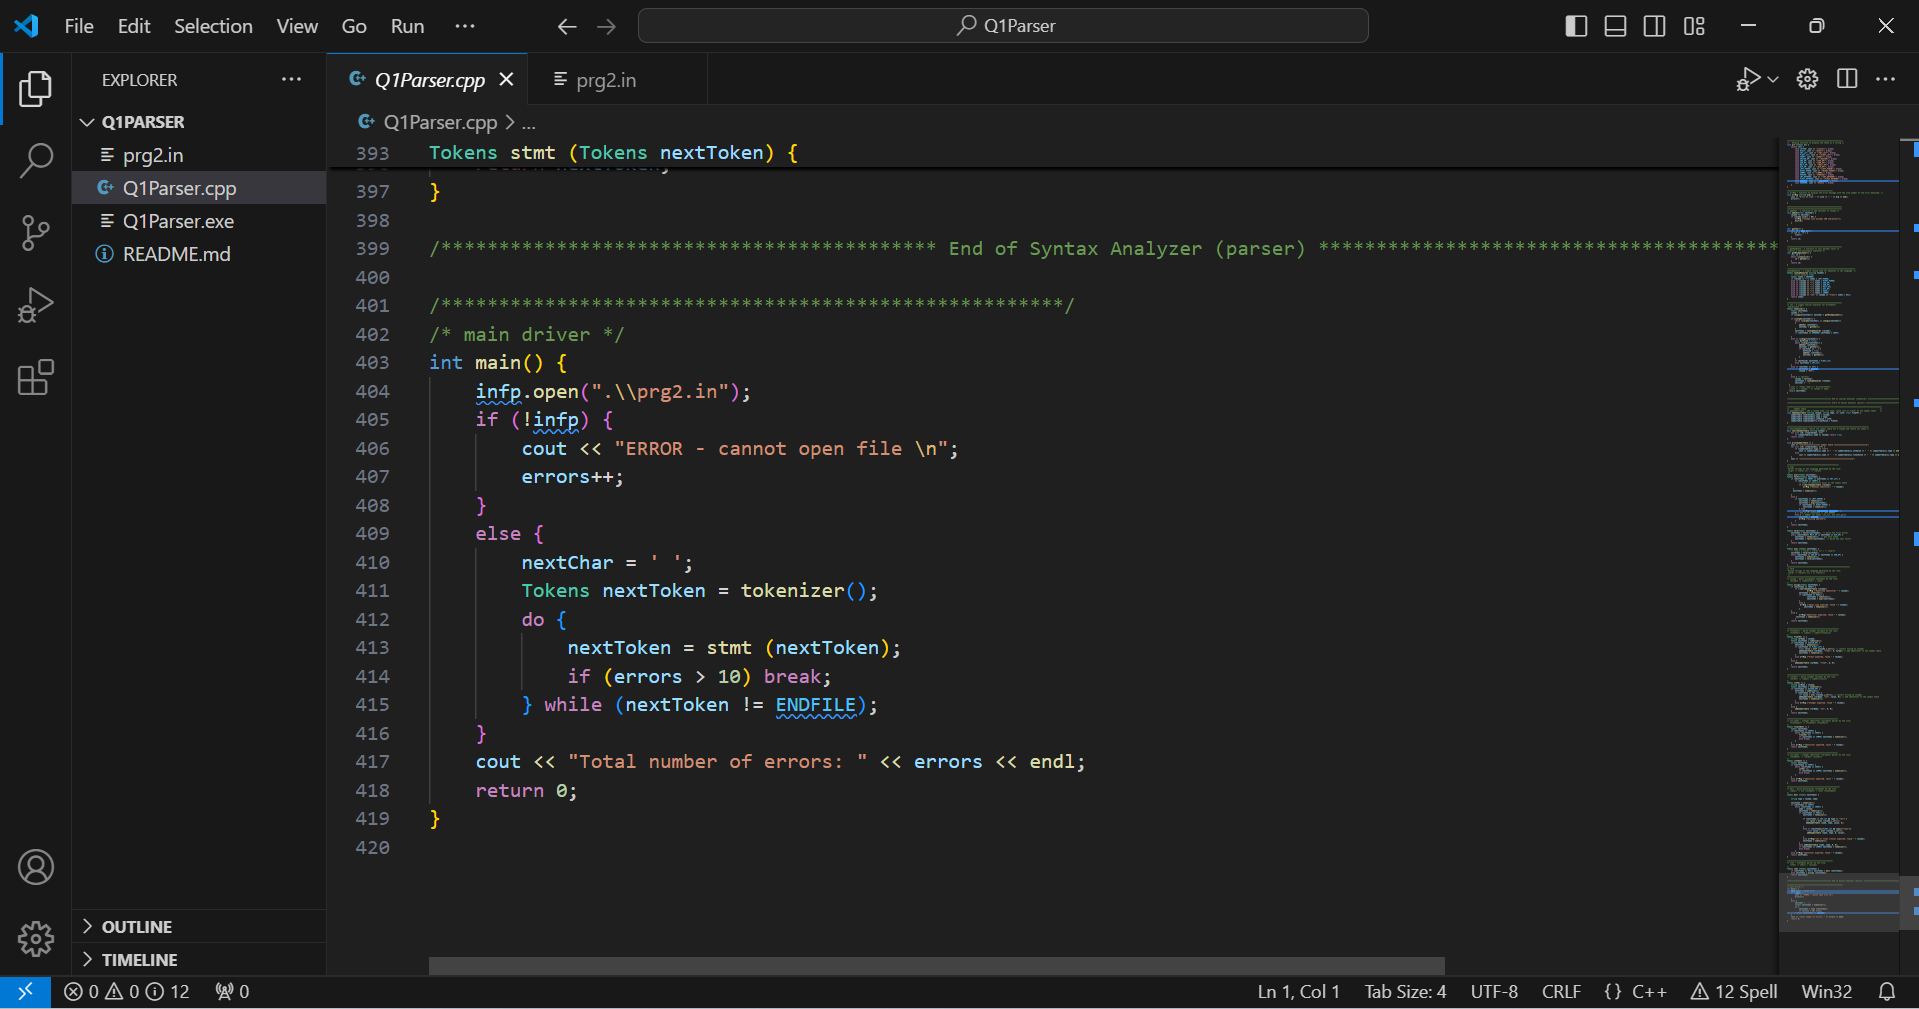 File Edit Selection View Go Run ···
Q1Parser
EXPLORER
Q1PARSER
prg2.in
Q1Parser.cpp
Q1Parser.exe
README.md
OUTLINE
TIMELINE
Q1Parser.cpp
prg2.in
Q1Parser.cpp > ...
393 Tokens stmt (Tokens nextToken) {
397 }
398
399 /******************************************* End of Syntax Analyzer (parser) ****************************************
400
401 /******************************************************/
402 /* main driver */
403 int main() {
404 infp.open(".\\prg2.in");
405 if (!infp) {
406 cout << "ERROR - cannot open file \n";
407 errors++;
408 }
409 else {
410 nextChar = ' ';
411 Tokens nextToken = tokenizer();
412 do {
413 nextToken = stmt (nextToken);
414 if (errors > 10) break;
415 } while (nextToken != ENDFILE);
416 }
417 cout << "Total number of errors: " << errors << endl;
418 return 0;
419 }
420
0 0 12 0
Ln 1, Col 1 Tab Size: 4 UTF-8 CRLF {} C++ 12 Spell Win32